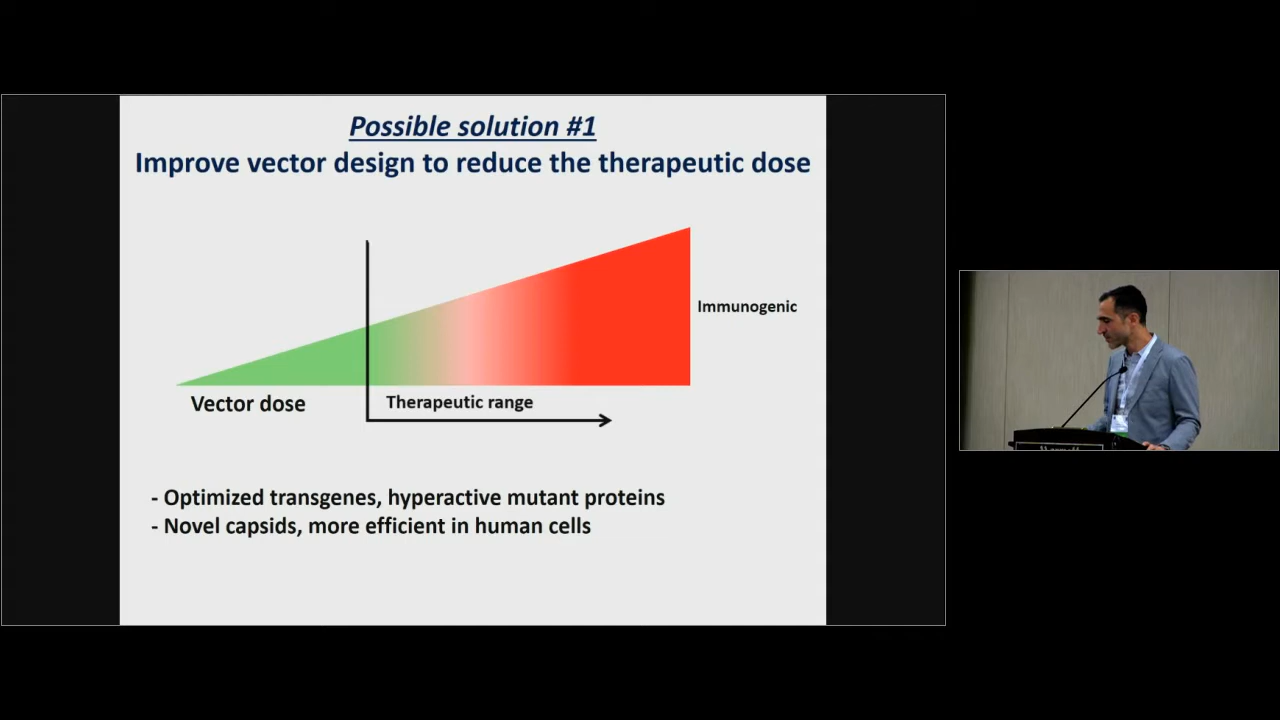 Possible solution #1
Improve vector design to reduce the therapeutic dose
Immunogenic
Vector dose
Therapeutic range
- Optimized transgenes, hyperactive mutant proteins
- Novel capsids, more efficient in human cells